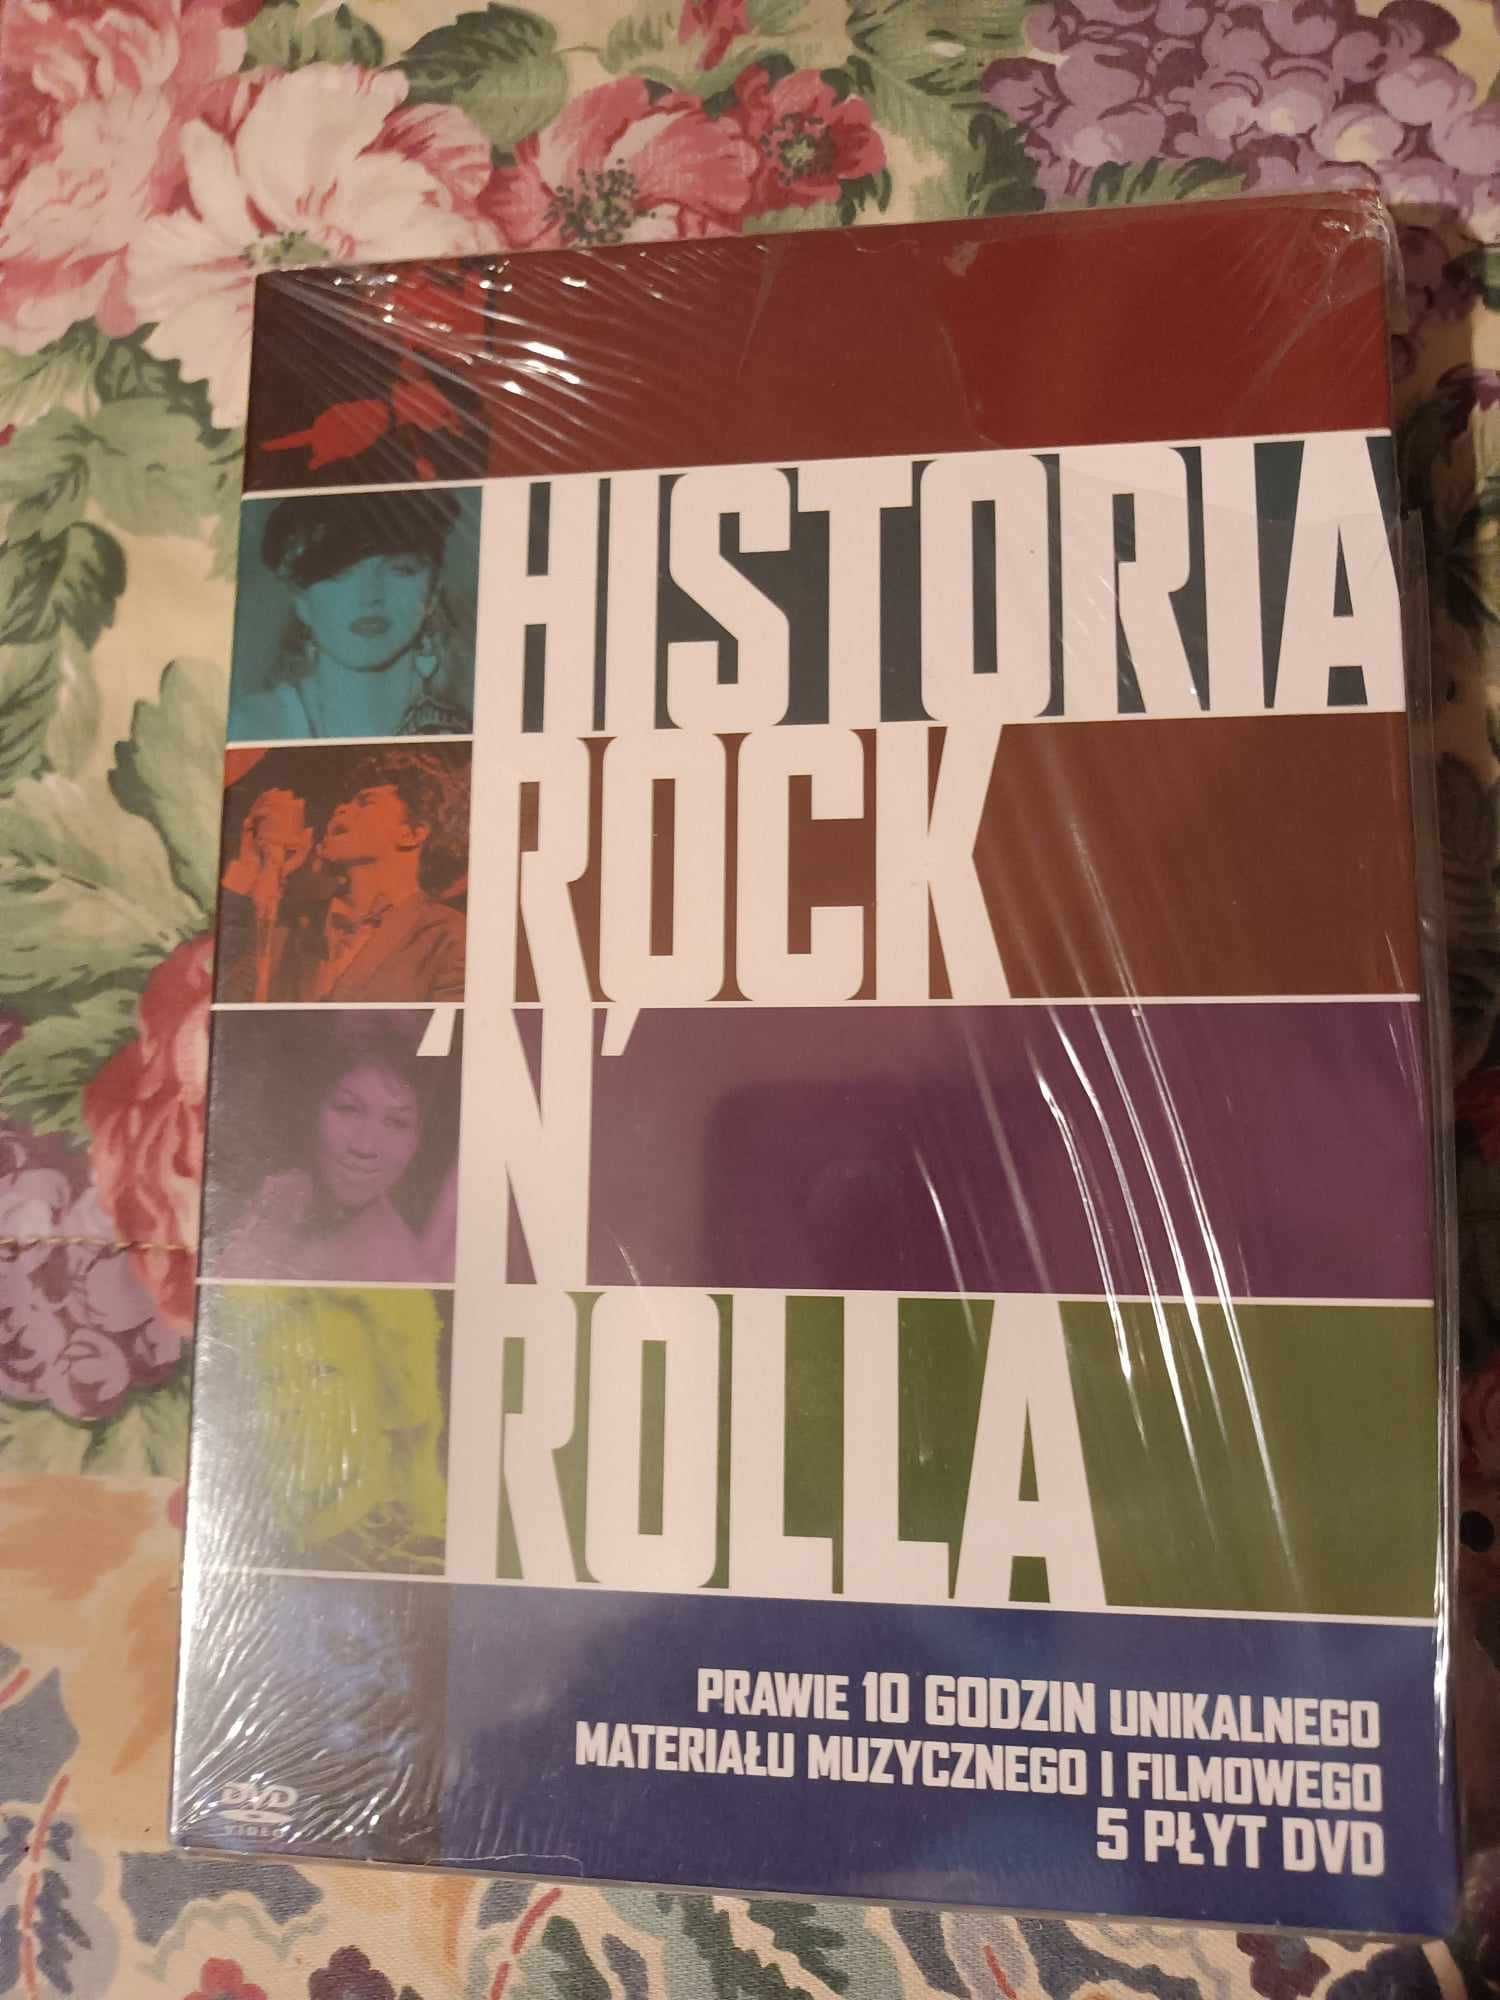 HISTORIA
ROCK
'N'
ROLLA
PRAWIE 10 GODZIN UNIKALNEGO
MATERIAŁU MUZYCZNEGO I FILMOWEGO
5 PŁYT DVD
DVD
VIDEO